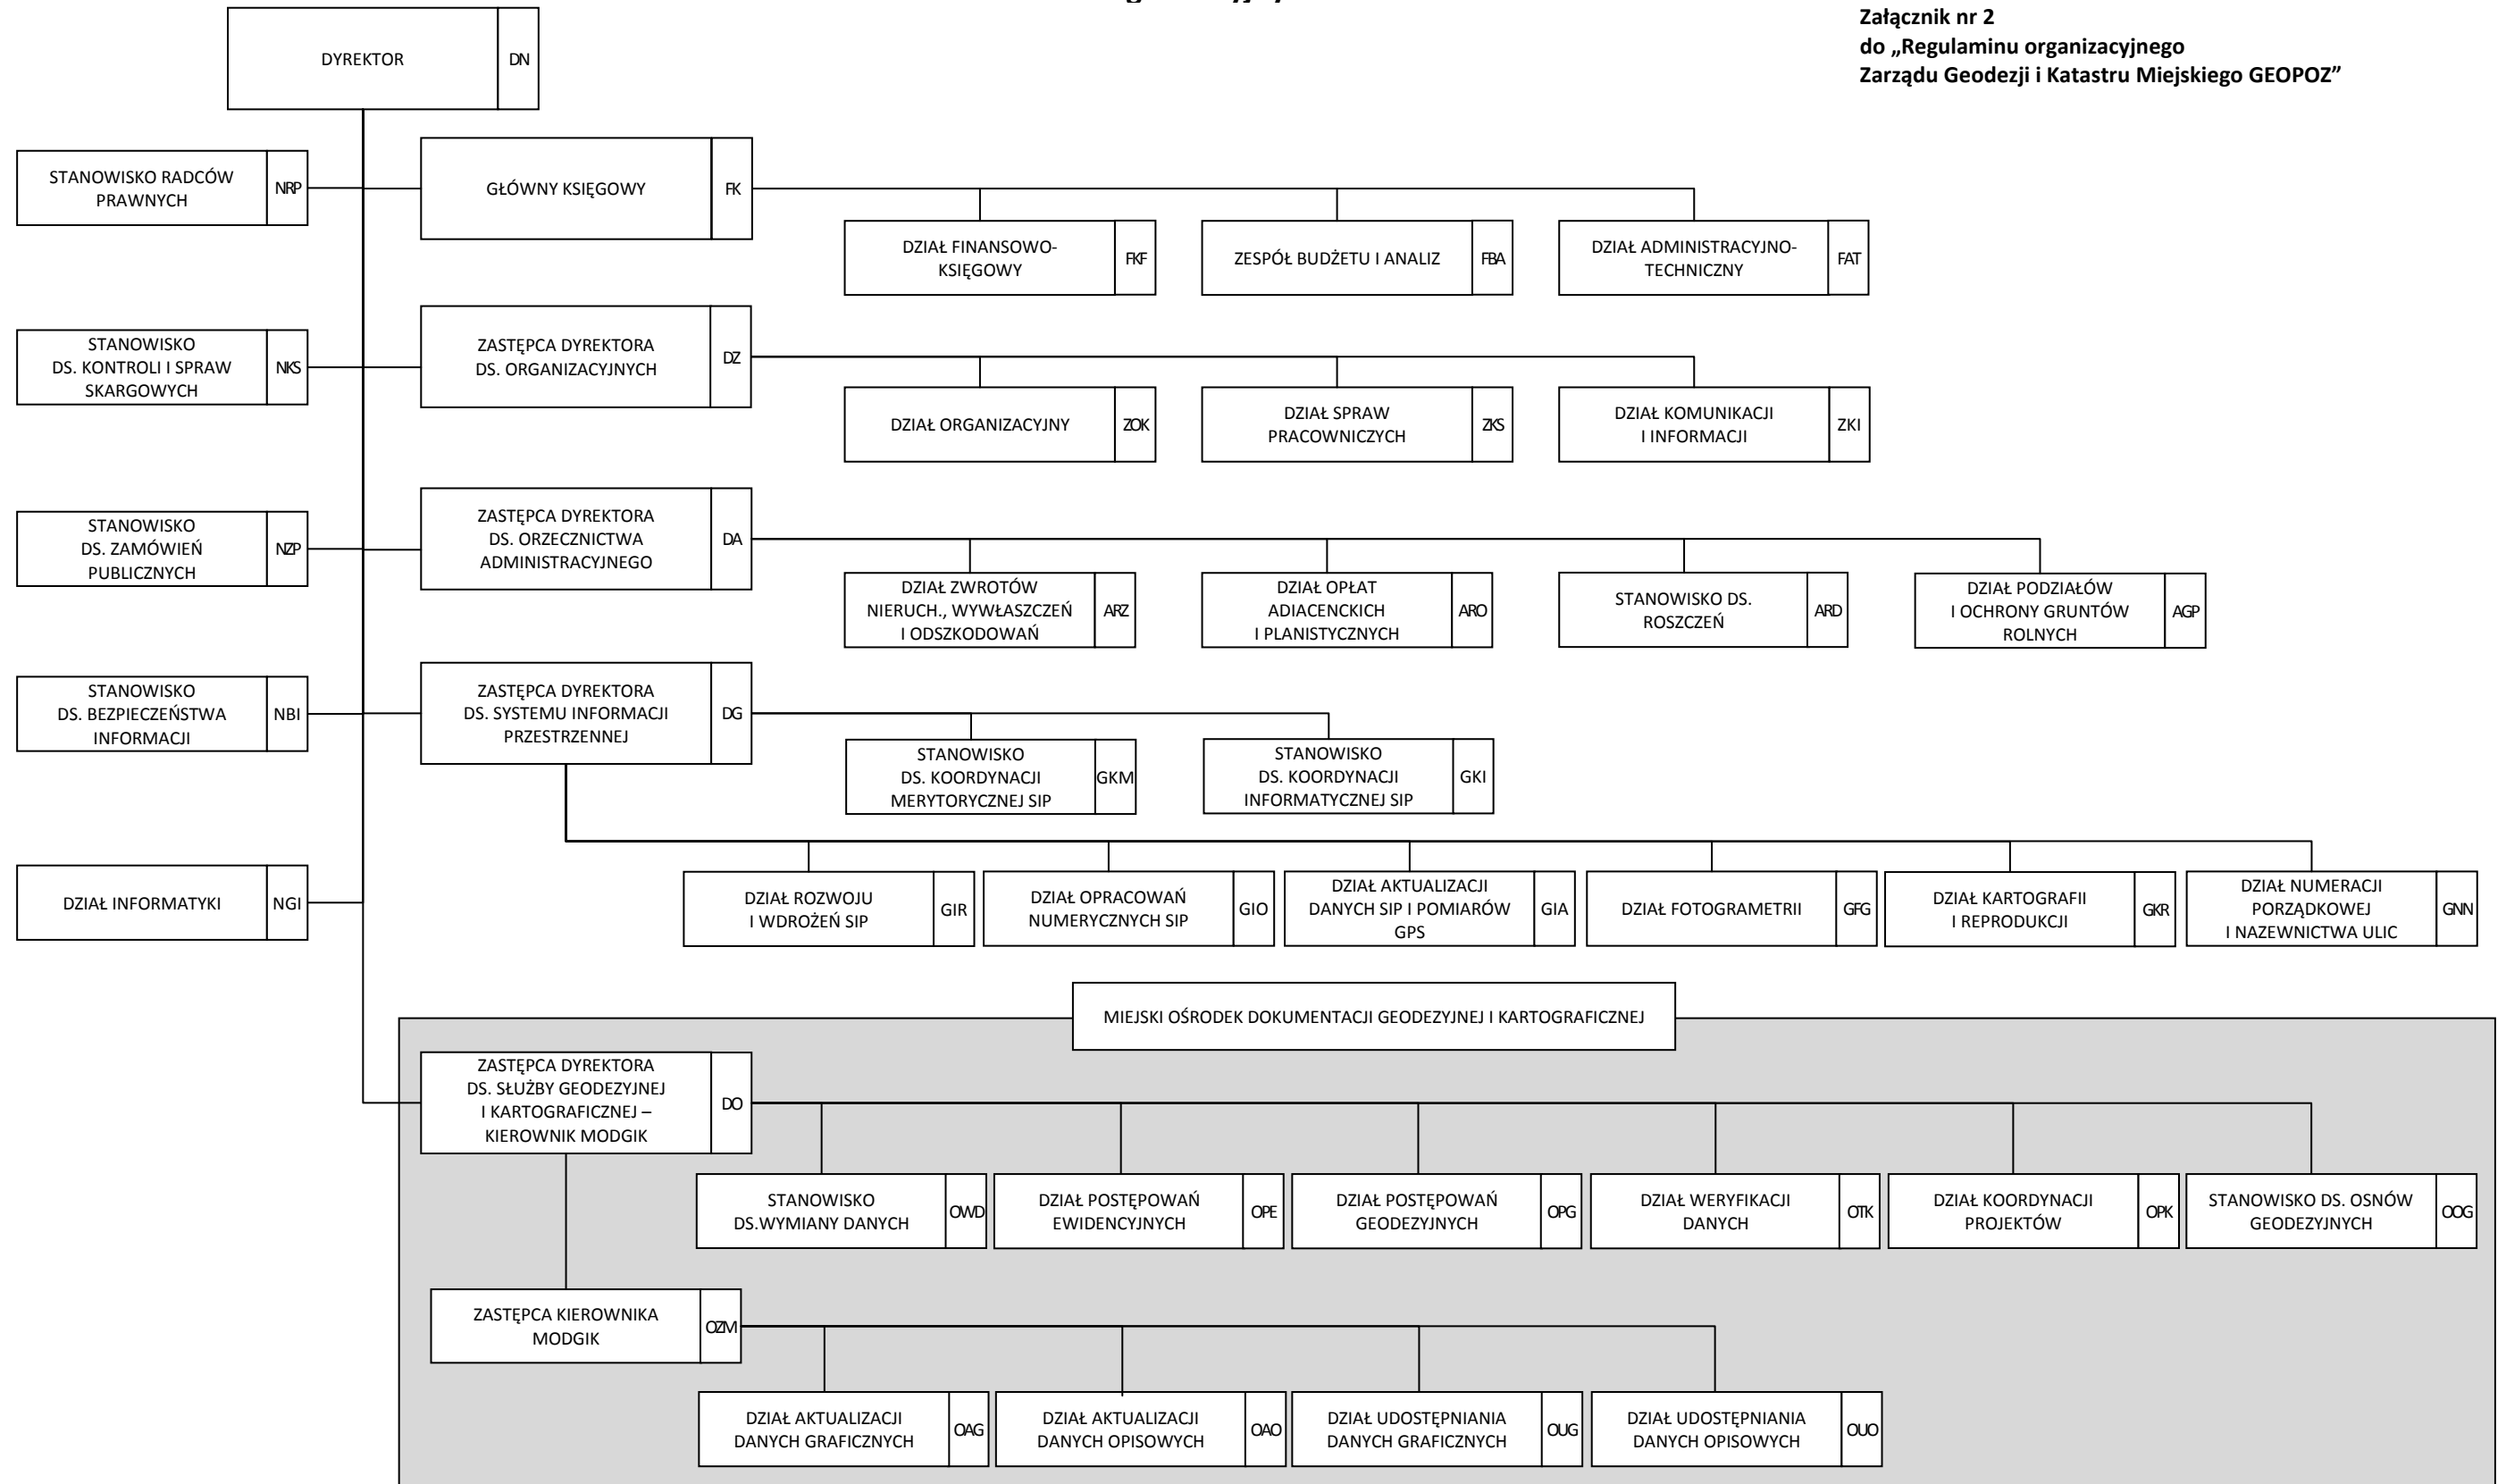 Załącznik nr 2
do „Regulaminu organizacyjnego
Zarządu Geodezji i Katastru Miejskiego GEOPOZ”
DYREKTOR
DN
STANOWISKO RADCÓW
PRAWNYCH
NRP
GŁÓWNY KSIĘGOWY
FK
DZIAŁ FINANSOWO-
KSIĘGOWY
FKF
ZESPÓŁ BUDŻETU I ANALIZ
FBA
DZIAŁ ADMINISTRACYJNO-
TECHNICZNY
FAT
STANOWISKO
DS. KONTROLI I SPRAW
SKARGOWYCH
NKS
ZASTĘPCA DYREKTORA
DS. ORGANIZACYJNYCH
DZ
DZIAŁ ORGANIZACYJNY
ZOK
DZIAŁ SPRAW
PRACOWNICZYCH
ZKS
DZIAŁ KOMUNIKACJI
I INFORMACJI
ZKI
STANOWISKO
DS. ZAMÓWIEŃ
PUBLICZNYCH
NZP
ZASTĘPCA DYREKTORA
DS. ORZECZNICTWA
ADMINISTRACYJNEGO
DA
DZIAŁ ZWROTÓW
NIERUCH., WYWŁASZCZEŃ
I ODSZKODOWAŃ
ARZ
DZIAŁ OPŁAT
ADIACENCKICH
I PLANISTYCZNYCH
ARO
STANOWISKO DS.
ROSZCZEŃ
ARD
DZIAŁ PODZIAŁÓW
I OCHRONY GRUNTÓW
ROLNYCH
AGP
STANOWISKO
DS. BEZPIECZEŃSTWA
INFORMACJI
NBI
ZASTĘPCA DYREKTORA
DS. SYSTEMU INFORMACJI
PRZESTRZENNEJ
DG
STANOWISKO
DS. KOORDYNACJI
MERYTORYCZNEJ SIP
GKM
STANOWISKO
DS. KOORDYNACJI
INFORMATYCZNEJ SIP
GKI
DZIAŁ INFORMATYKI
NGI
DZIAŁ ROZWOJU
I WDROŻEŃ SIP
GIR
DZIAŁ OPRACOWAŃ
NUMERYCZNYCH SIP
GIO
DZIAŁ AKTUALIZACJI
DANYCH SIP I POMIARÓW
GPS
GIA
DZIAŁ FOTOGRAMETRII
GFG
DZIAŁ KARTOGRAFII
I REPRODUKCJI
GKR
DZIAŁ NUMERACJI
PORZĄDKOWEJ
I NAZEWNICTWA ULIC
GNN
MIEJSKI OŚRODEK DOKUMENTACJI GEODEZYJNEJ I KARTOGRAFICZNEJ
ZASTĘPCA DYREKTORA
DS. SŁUŻBY GEODEZYJNEJ
I KARTOGRAFICZNEJ –
KIEROWNIK MODGIK
DO
STANOWISKO
DS.WYMIANY DANYCH
OWD
DZIAŁ POSTĘPOWAŃ
EWIDENCYJNYCH
OPE
DZIAŁ POSTĘPOWAŃ
GEODEZYJNYCH
OPG
DZIAŁ WERYFIKACJI
DANYCH
OTK
DZIAŁ KOORDYNACJI
PROJEKTÓW
OPK
STANOWISKO DS. OSNÓW
GEODEZYJNYCH
OOG
ZASTĘPCA KIEROWNIKA
MODGIK
OZM
DZIAŁ AKTUALIZACJI
DANYCH GRAFICZNYCH
OAG
DZIAŁ AKTUALIZACJI
DANYCH OPISOWYCH
OAO
DZIAŁ UDOSTĘPNIANIA
DANYCH GRAFICZNYCH
OUG
DZIAŁ UDOSTĘPNIANIA
DANYCH OPISOWYCH
OUO